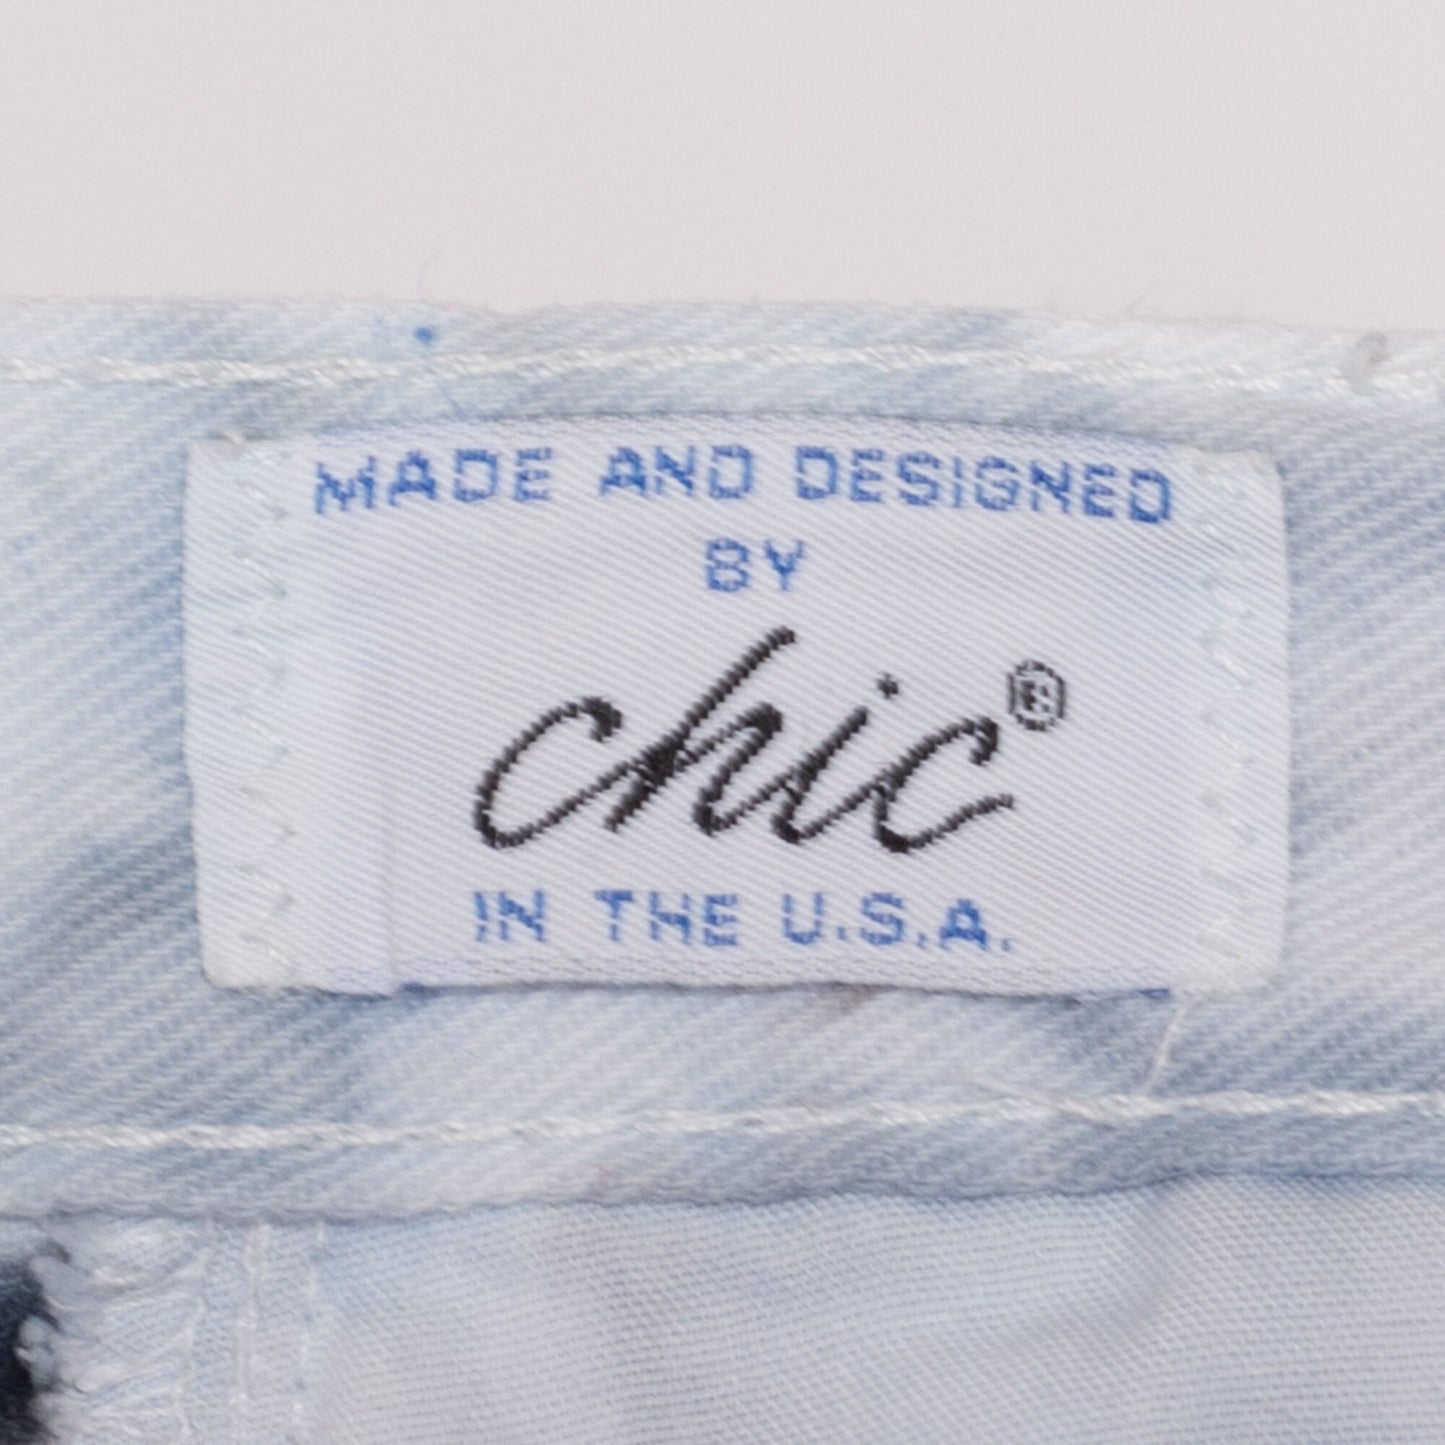 MADE AND DESIGNED
BY
chic®
IN THE U.S.A.